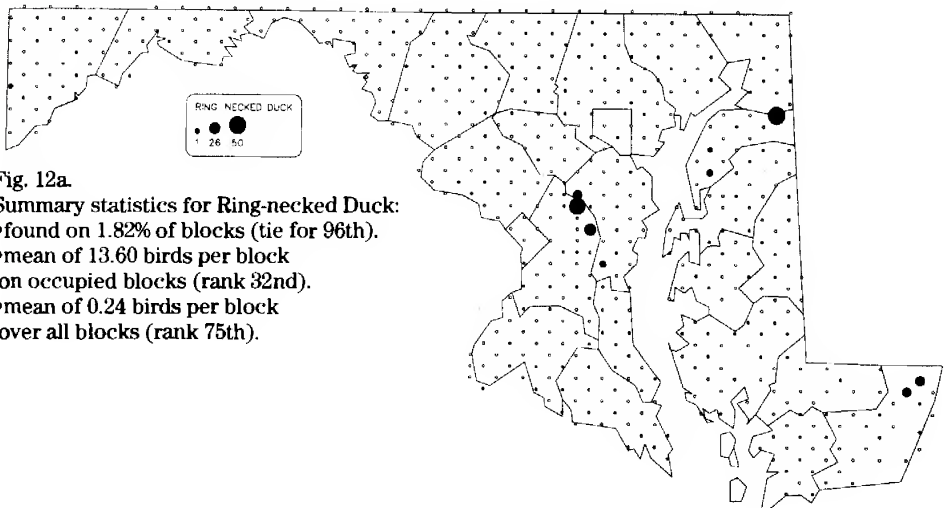 RING NECKED DUCK
1 26 50
Fig. 12a.
Summary statistics for Ring-necked Duck:
•found on 1.82% of blocks (tie for 96th).
•mean of 13.60 birds per block
on occupied blocks (rank 32nd).
•mean of 0.24 birds per block
over all blocks (rank 75th).